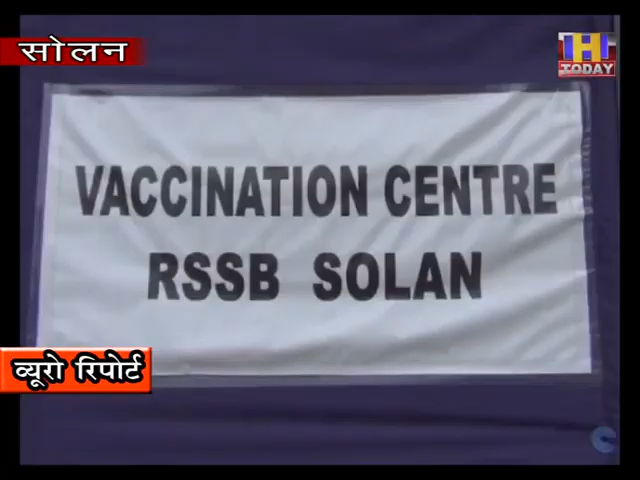 सोलन
H
TODAY
VACCINATION CENTRE
RSSB SOLAN
व्यूरो रिपोर्ट